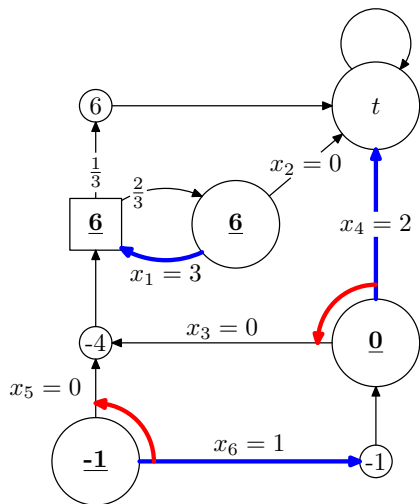 6
t
1/3
2/3
x₂ = 0
6
6
x₁ = 3
x₄ = 2
x₃ = 0
-4
0
x₅ = 0
x₆ = 1
-1
-1